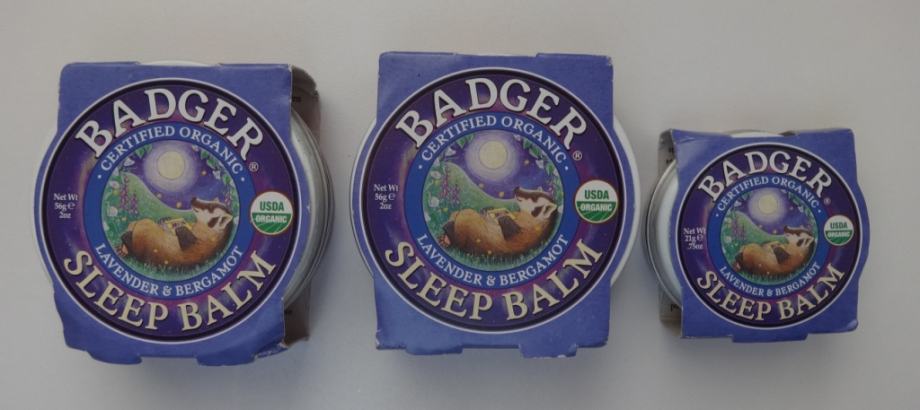 BADGER®
· CERTIFIED ORGANIC ·
Net Wt
56g ℮
2oz
USDA
ORGANIC
LAVENDER & BERGAMOT
SLEEP BALM
BADGER®
· CERTIFIED ORGANIC ·
Net Wt
56g ℮
2oz
USDA
ORGANIC
LAVENDER & BERGAMOT
SLEEP BALM
BADGER®
· CERTIFIED ORGANIC ·
Net Wt
21g ℮
.75oz
USDA
ORGANIC
LAVENDER & BERGAMOT
SLEEP BALM